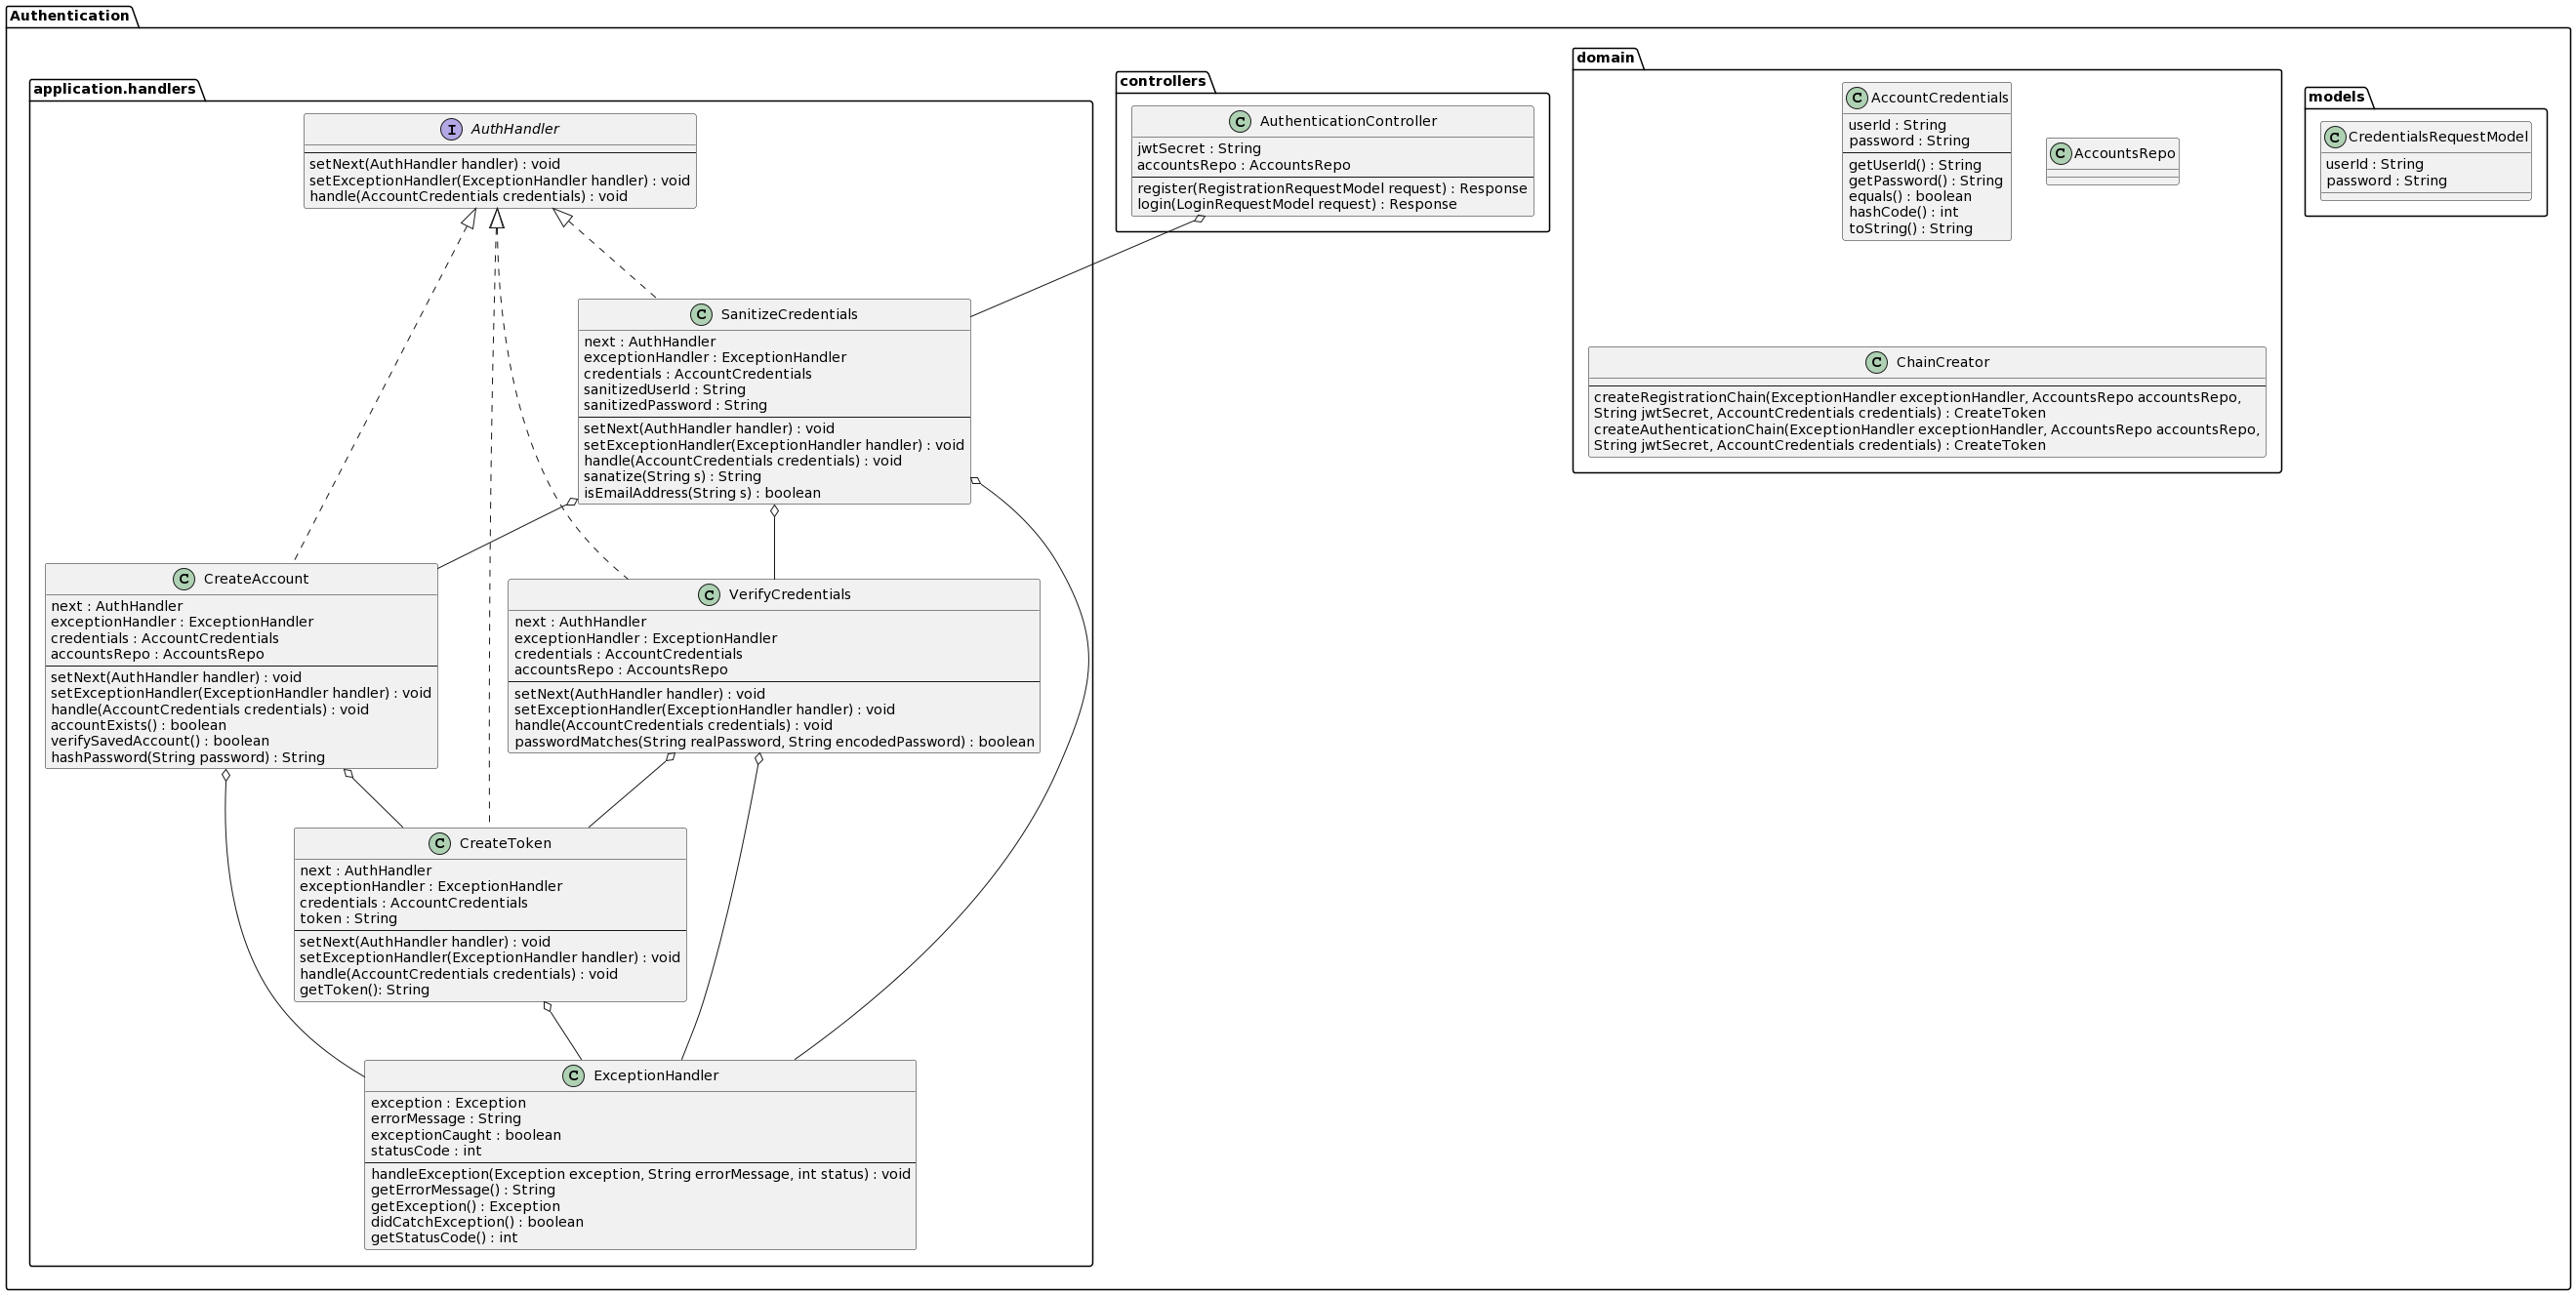 Authentication
application.handlers
I AuthHandler
setNext(AuthHandler handler) : void
setExceptionHandler(ExceptionHandler handler) : void
handle(AccountCredentials credentials) : void
controllers
C AuthenticationController
jwtSecret : String
accountsRepo : AccountsRepo
register(RegistrationRequestModel request) : Response
login(LoginRequestModel request) : Response
domain
C AccountCredentials
userId : String
password : String
getUserId() : String
getPassword() : String
equals() : boolean
hashCode() : int
toString() : String
C AccountsRepo
models
C CredentialsRequestModel
userId : String
password : String
C SanitizeCredentials
next : AuthHandler
exceptionHandler : ExceptionHandler
credentials : AccountCredentials
sanitizedUserId : String
sanitizedPassword : String
setNext(AuthHandler handler) : void
setExceptionHandler(ExceptionHandler handler) : void
handle(AccountCredentials credentials) : void
sanatize(String s) : String
isEmailAddress(String s) : boolean
C ChainCreator
createRegistrationChain(ExceptionHandler exceptionHandler, AccountsRepo accountsRepo,
String jwtSecret, AccountCredentials credentials) : CreateToken
createAuthenticationChain(ExceptionHandler exceptionHandler, AccountsRepo accountsRepo,
String jwtSecret, AccountCredentials credentials) : CreateToken
C CreateAccount
next : AuthHandler
exceptionHandler : ExceptionHandler
credentials : AccountCredentials
accountsRepo : AccountsRepo
setNext(AuthHandler handler) : void
setExceptionHandler(ExceptionHandler handler) : void
handle(AccountCredentials credentials) : void
accountExists() : boolean
verifySavedAccount() : boolean
hashPassword(String password) : String
C VerifyCredentials
next : AuthHandler
exceptionHandler : ExceptionHandler
credentials : AccountCredentials
accountsRepo : AccountsRepo
setNext(AuthHandler handler) : void
setExceptionHandler(ExceptionHandler handler) : void
handle(AccountCredentials credentials) : void
passwordMatches(String realPassword, String encodedPassword) : boolean
C CreateToken
next : AuthHandler
exceptionHandler : ExceptionHandler
credentials : AccountCredentials
token : String
setNext(AuthHandler handler) : void
setExceptionHandler(ExceptionHandler handler) : void
handle(AccountCredentials credentials) : void
getToken(): String
C ExceptionHandler
exception : Exception
errorMessage : String
exceptionCaught : boolean
statusCode : int
handleException(Exception exception, String errorMessage, int status) : void
getErrorMessage() : String
getException() : Exception
didCatchException() : boolean
getStatusCode() : int